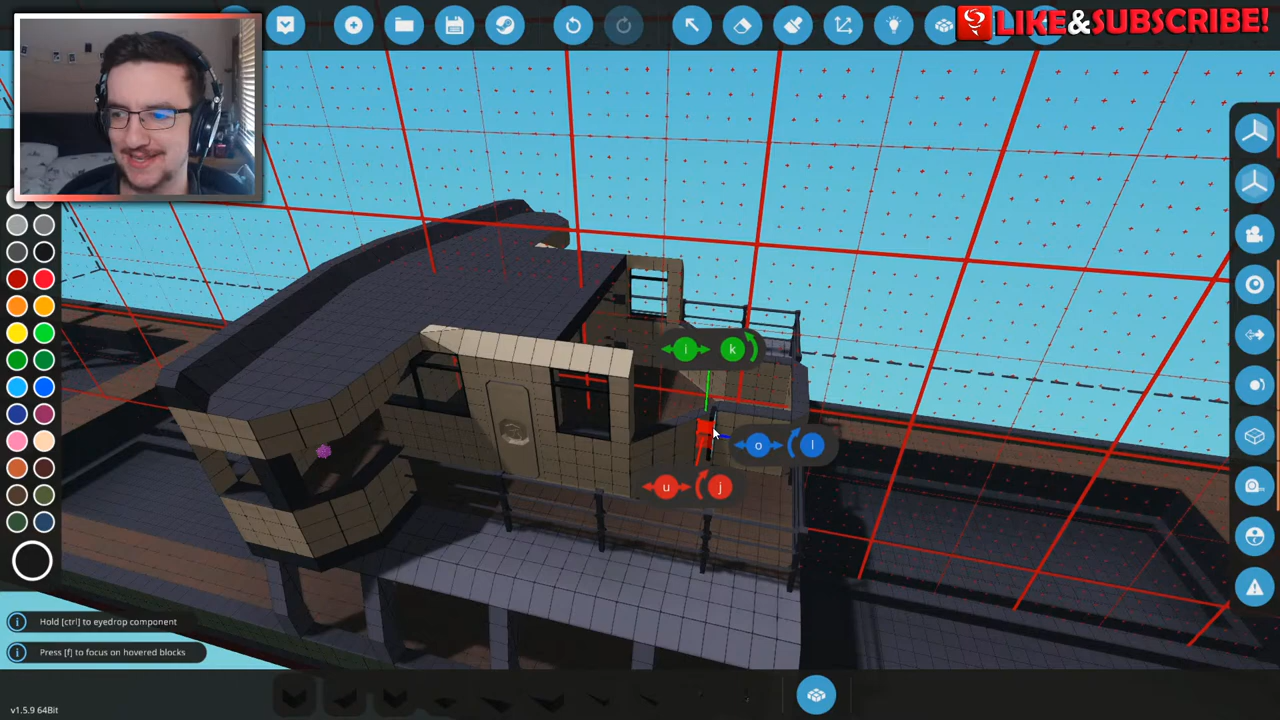 LIKE&SUBSCRIBE!
i k
o l
u j
Hold [ctrl] to eyedrop component
Press [f] to focus on hovered blocks
v1.5.9 64Bit